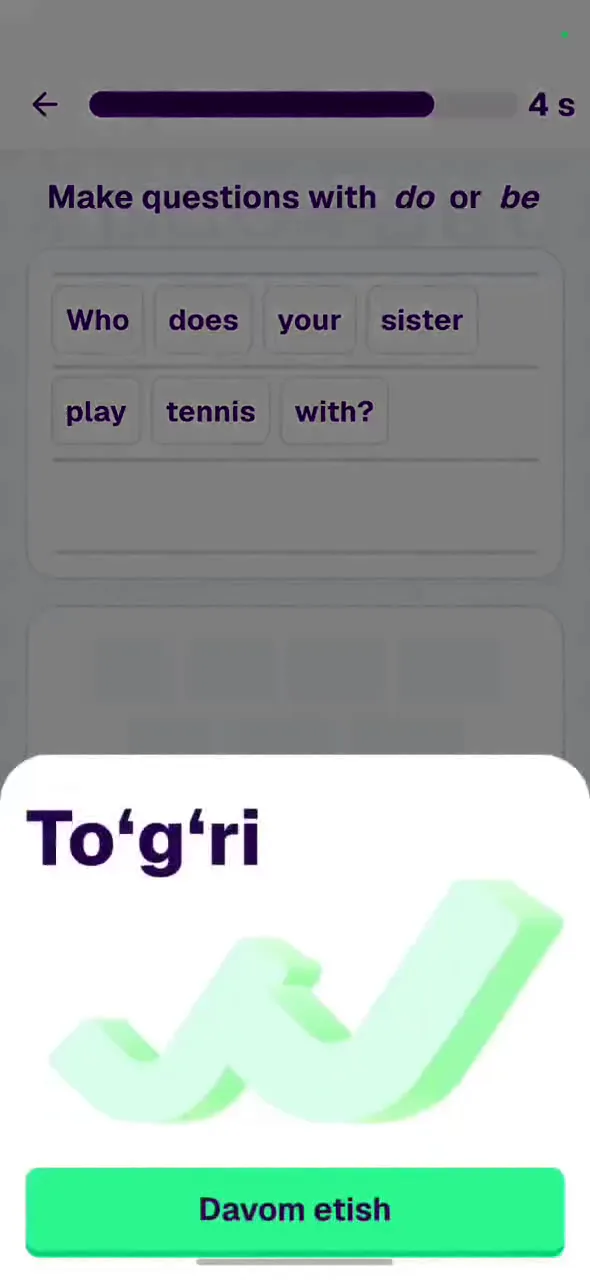 4 s
Make questions with do or be
Who does your sister
play tennis with?
To‘g‘ri
Davom etish